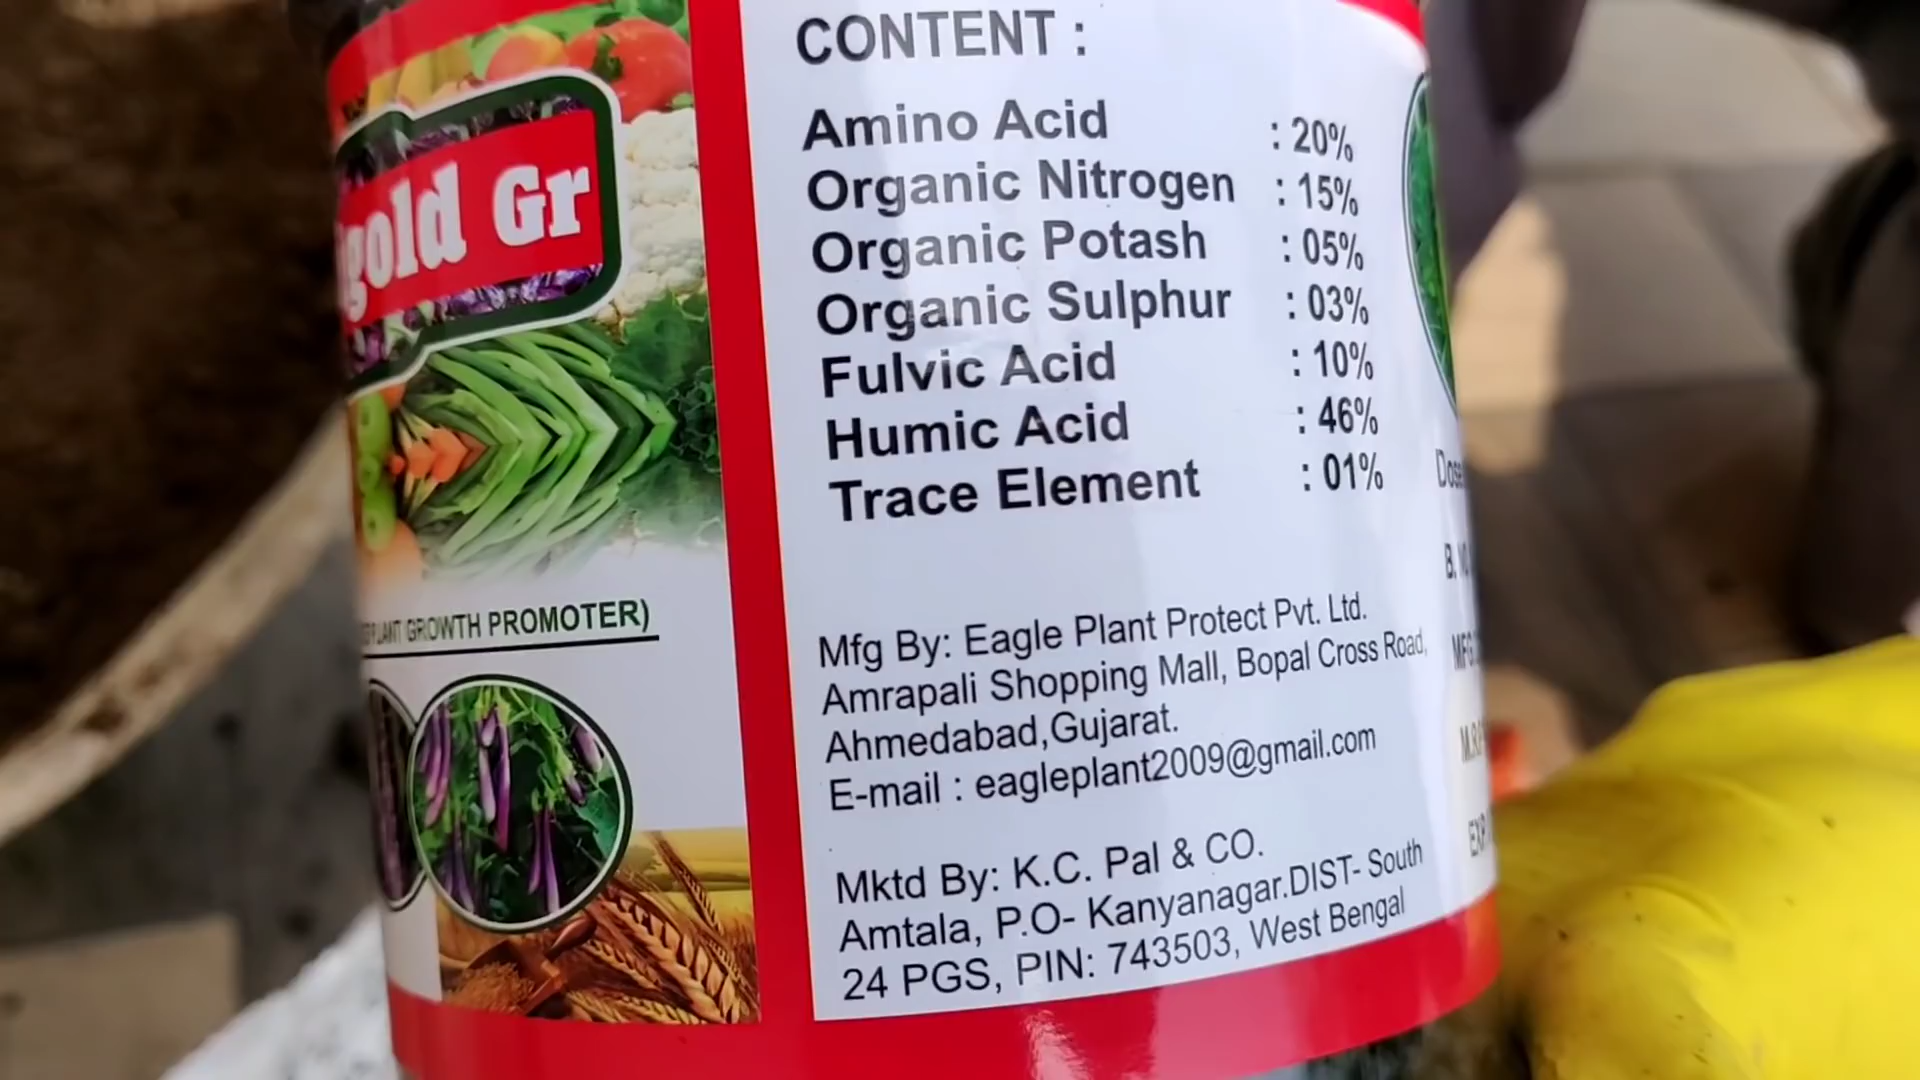 gold Gr
PLANT GROWTH PROMOTER)
CONTENT :
Amino Acid : 20%
Organic Nitrogen : 15%
Organic Potash : 05%
Organic Sulphur : 03%
Fulvic Acid : 10%
Humic Acid : 46%
Trace Element : 01%
Mfg By: Eagle Plant Protect Pvt. Ltd.
Amrapali Shopping Mall, Bopal Cross Road,
Ahmedabad,Gujarat.
E-mail : eagleplant2009@gmail.com
Mktd By: K.C. Pal & CO.
Amtala, P.O- Kanyanagar.DIST- South
24 PGS, PIN: 743503, West Bengal